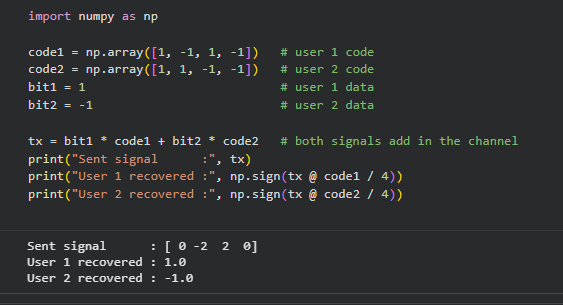 import numpy as np

code1 = np.array([1, -1, 1, -1])   # user 1 code
code2 = np.array([1, 1, -1, -1])   # user 2 code
bit1 = 1                           # user 1 data
bit2 = -1                          # user 2 data

tx = bit1 * code1 + bit2 * code2   # both signals add in the channel
print("Sent signal      :", tx)
print("User 1 recovered :", np.sign(tx @ code1 / 4))
print("User 2 recovered :", np.sign(tx @ code2 / 4))

Sent signal      : [ 0 -2  2  0]
User 1 recovered : 1.0
User 2 recovered : -1.0